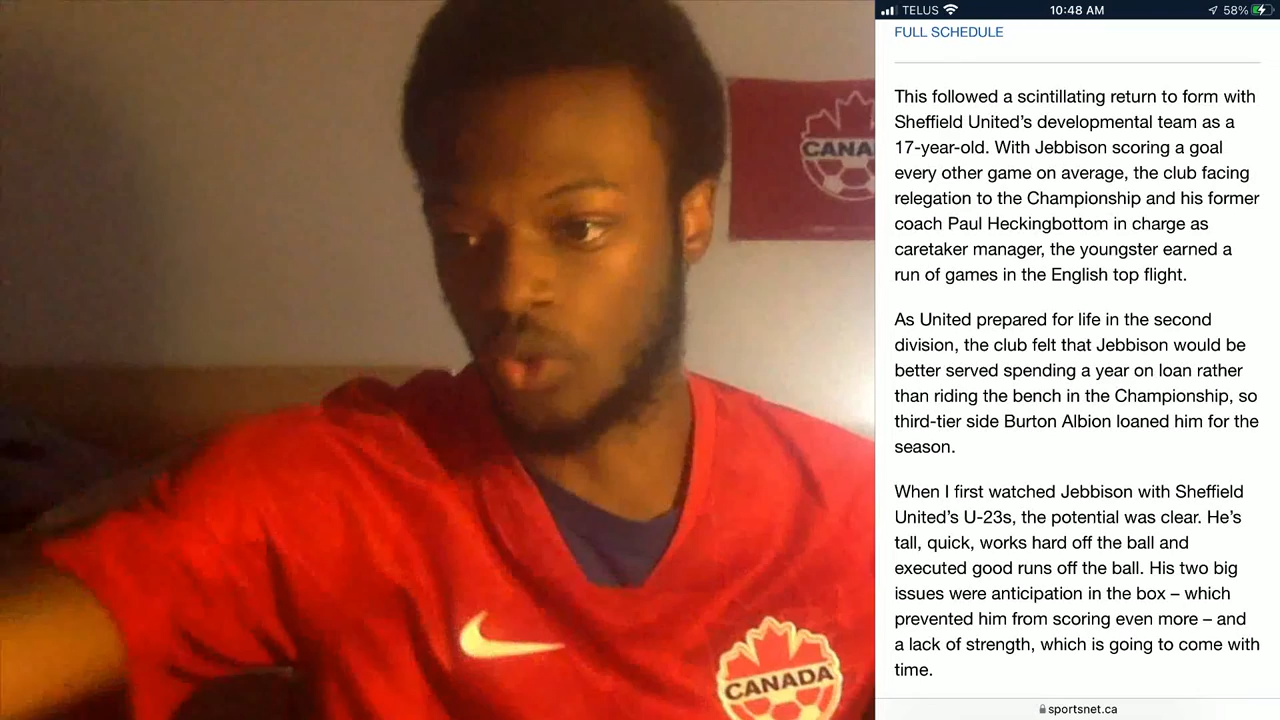 CANA
CANADA
TELUS
10:48 AM
58%
FULL SCHEDULE
This followed a scintillating return to form with
Sheffield United’s developmental team as a
17-year-old. With Jebbison scoring a goal
every other game on average, the club facing
relegation to the Championship and his former
coach Paul Heckingbottom in charge as
caretaker manager, the youngster earned a
run of games in the English top flight.
As United prepared for life in the second
division, the club felt that Jebbison would be
better served spending a year on loan rather
than riding the bench in the Championship, so
third-tier side Burton Albion loaned him for the
season.
When I first watched Jebbison with Sheffield
United’s U-23s, the potential was clear. He’s
tall, quick, works hard off the ball and
executed good runs off the ball. His two big
issues were anticipation in the box – which
prevented him from scoring even more – and
a lack of strength, which is going to come with
time.
sportsnet.ca